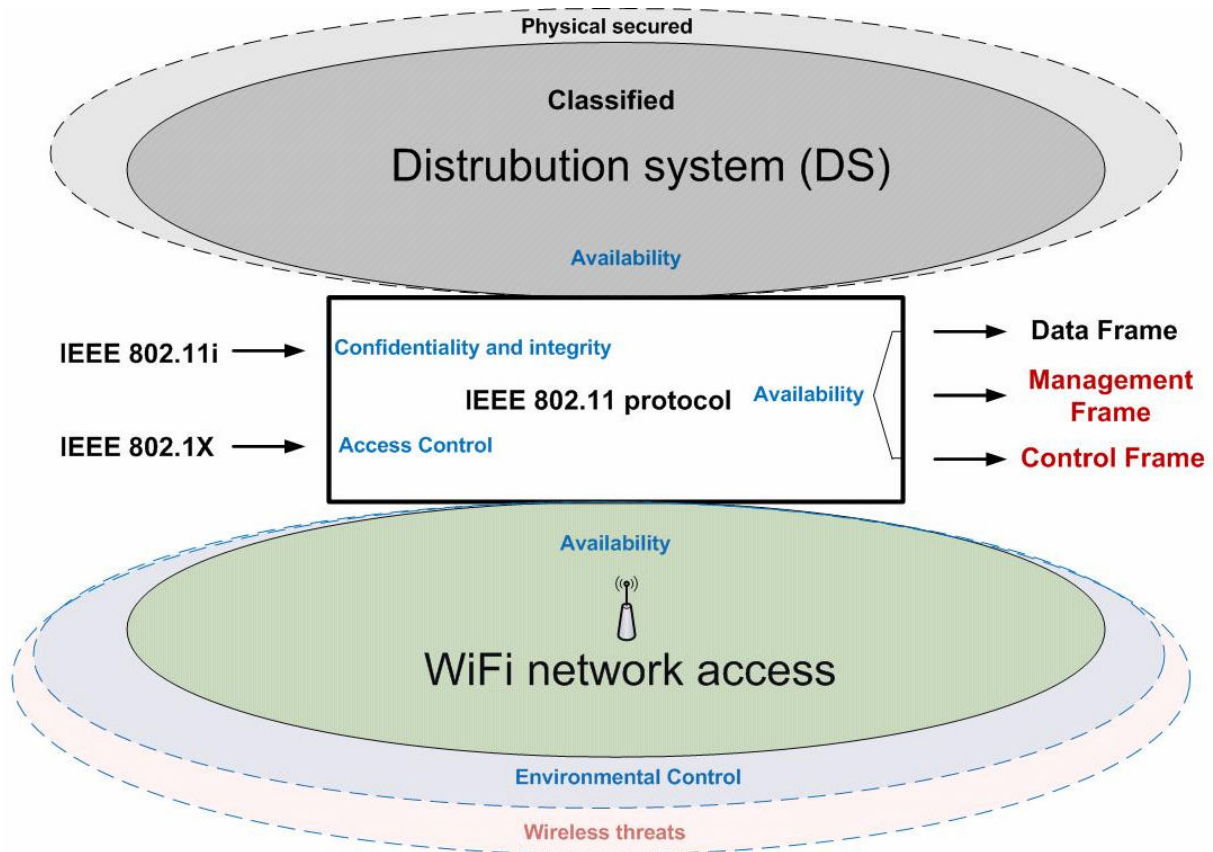 Physical secured
Classified
Distrubution system (DS)
Availability
IEEE 802.11i
Confidentiality and integrity
IEEE 802.11 protocol
Availability
IEEE 802.1X
Access Control
Data Frame
Management
Frame
Control Frame
Availability
WiFi network access
Environmental Control
Wireless threats